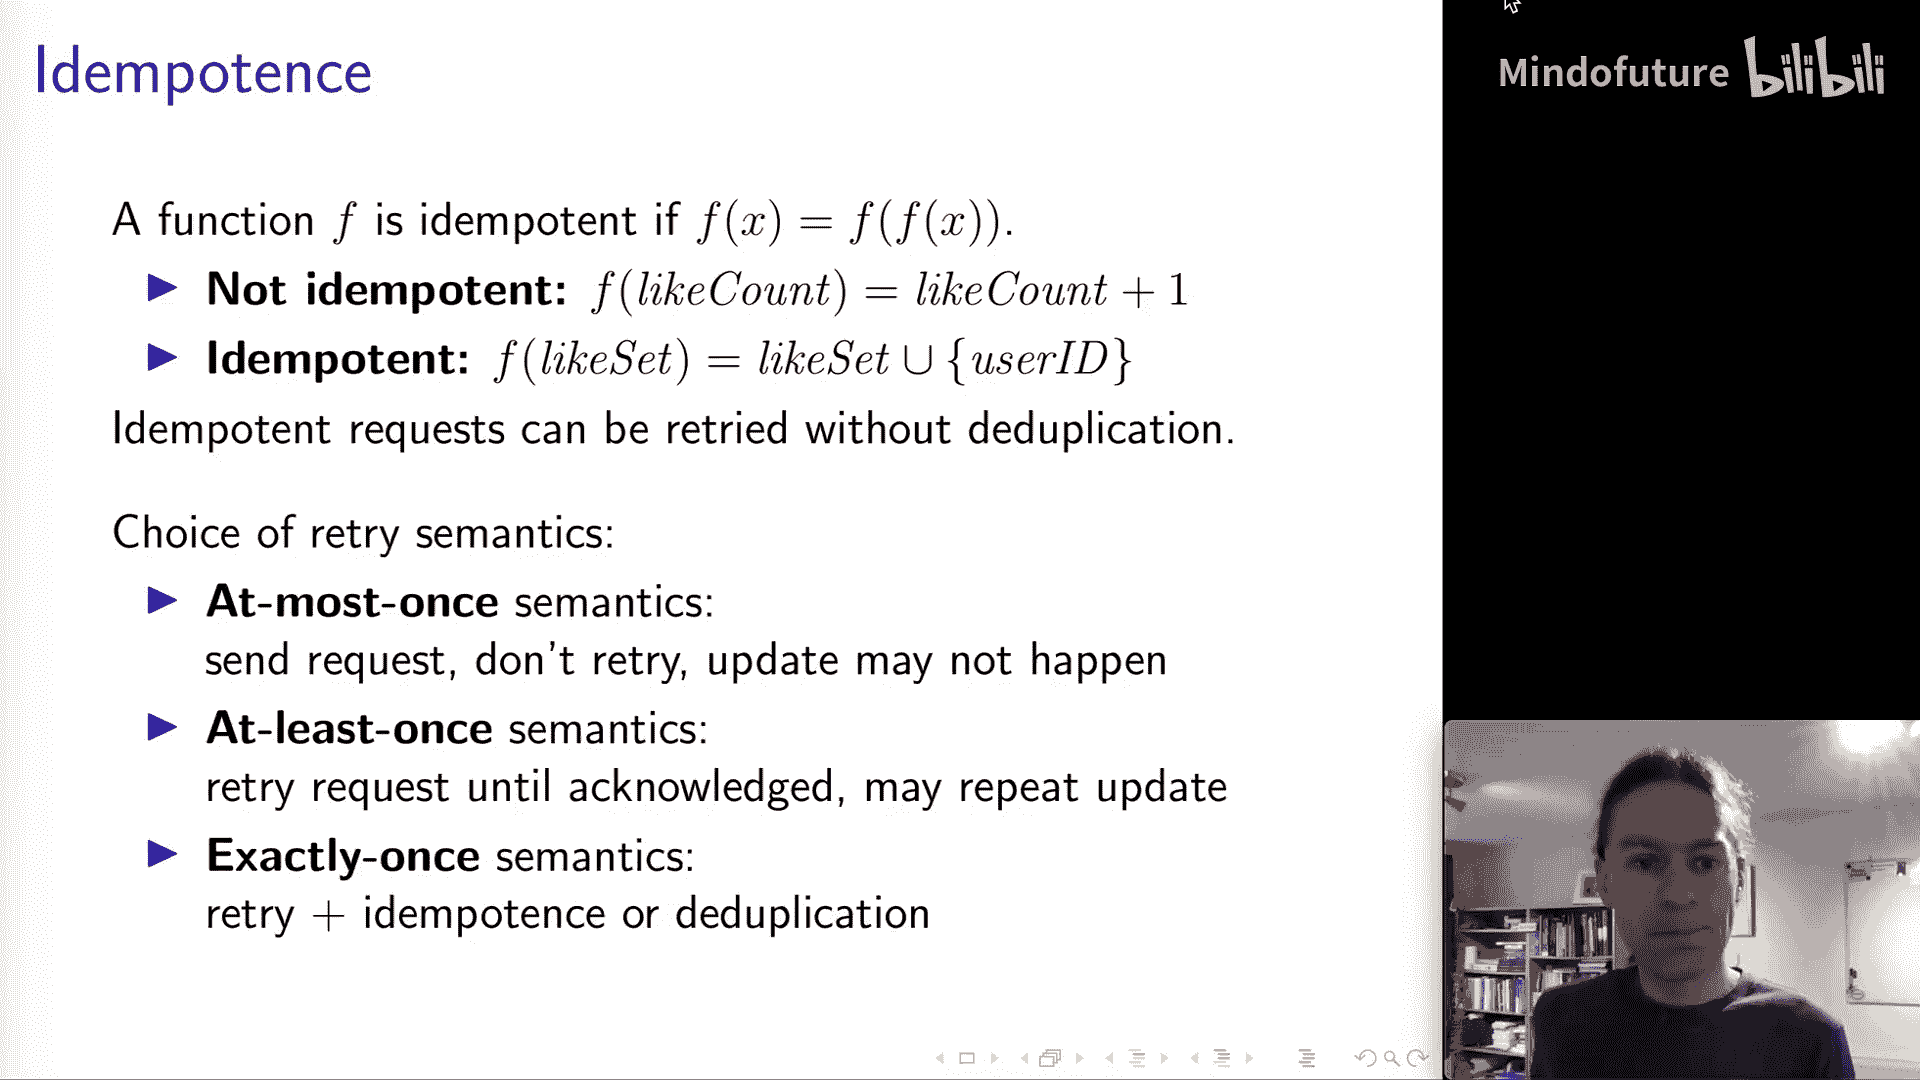 Idempotence
Mindofuture bilibili
A function f is idempotent if f(x) = f(f(x)).
▶ Not idempotent: f(likeCount) = likeCount + 1
▶ Idempotent: f(likeSet) = likeSet ∪ {userID}
Idempotent requests can be retried without deduplication.
Choice of retry semantics:
▶ At-most-once semantics:
send request, don't retry, update may not happen
▶ At-least-once semantics:
retry request until acknowledged, may repeat update
▶ Exactly-once semantics:
retry + idempotence or deduplication